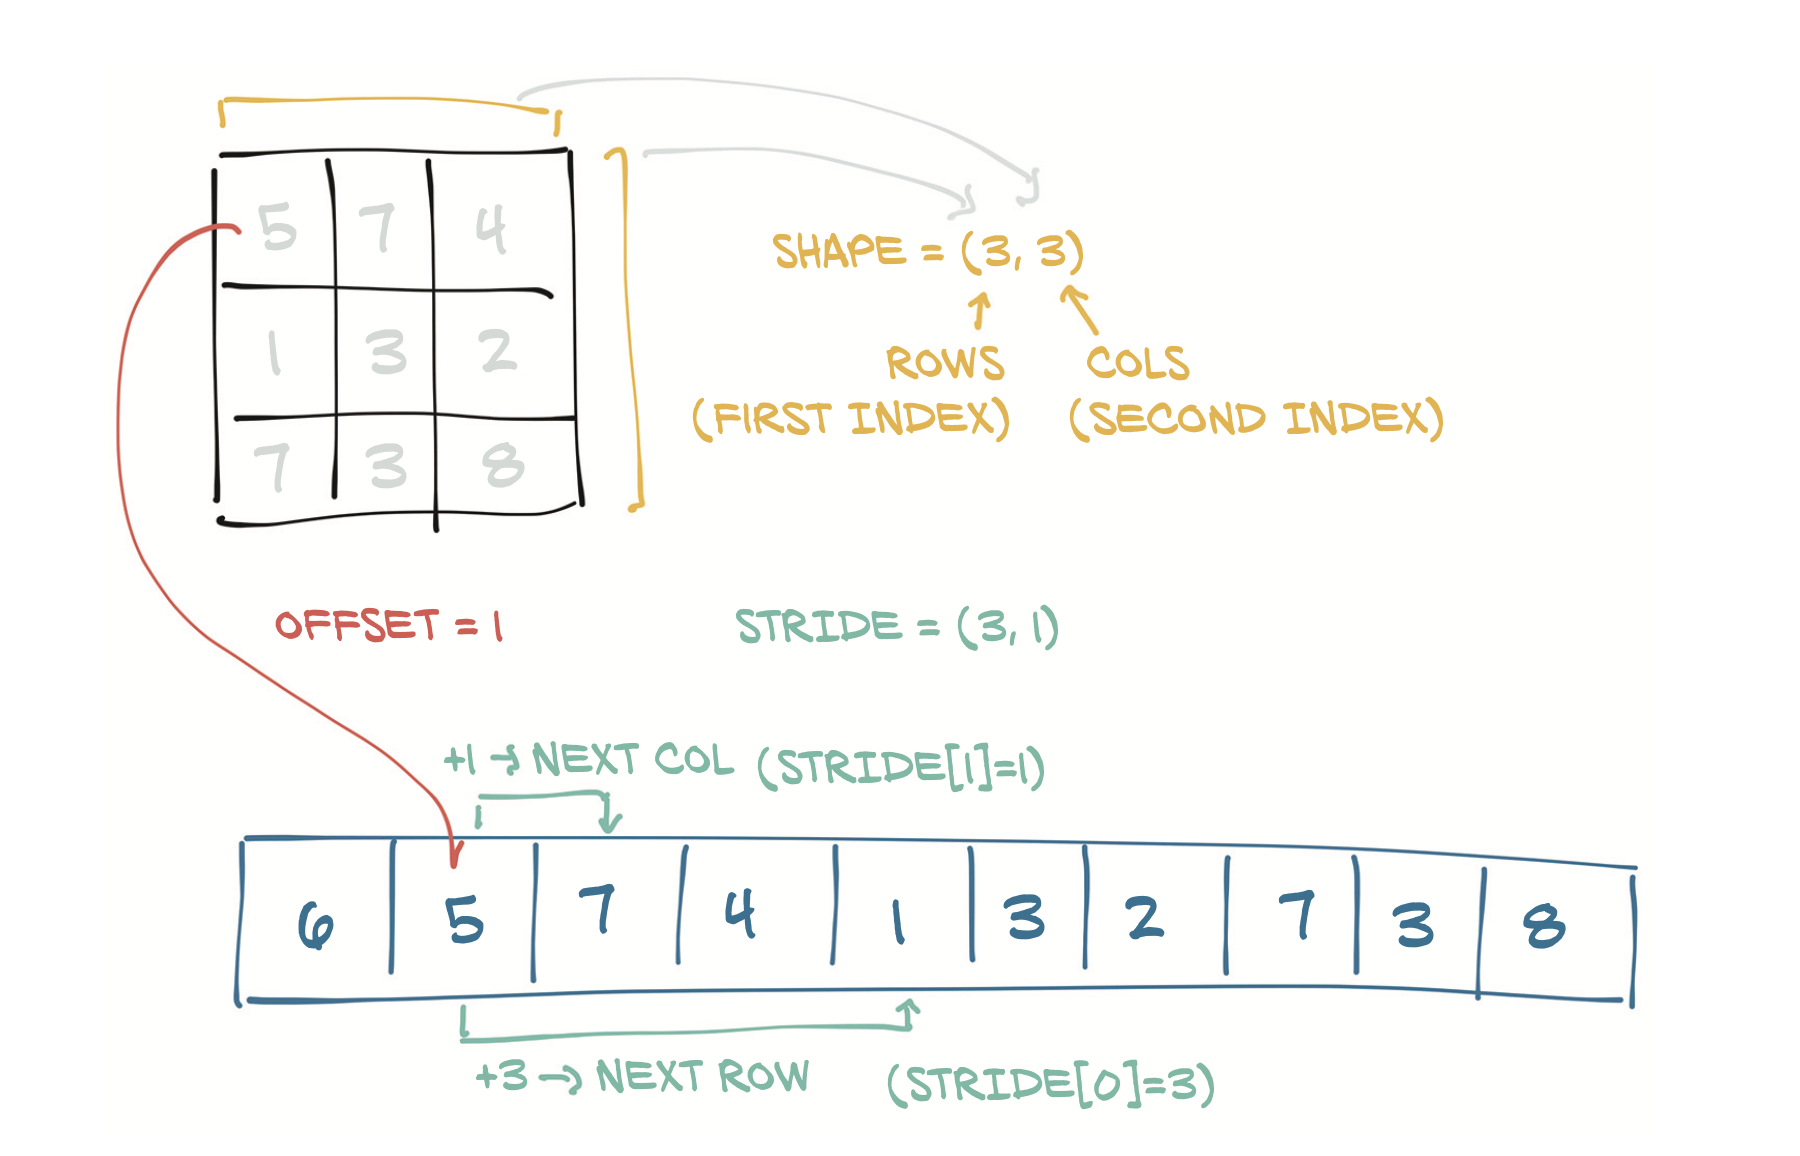 5 7 4
SHAPE = (3, 3)
1 3 2
ROWS COLS
(FIRST INDEX) (SECOND INDEX)
7 3 8
OFFSET = 1
STRIDE = (3, 1)
+1 → NEXT COL (STRIDE[1]=1)
6 5 7 4 1 3 2 7 3 8
+3 → NEXT ROW (STRIDE[0]=3)